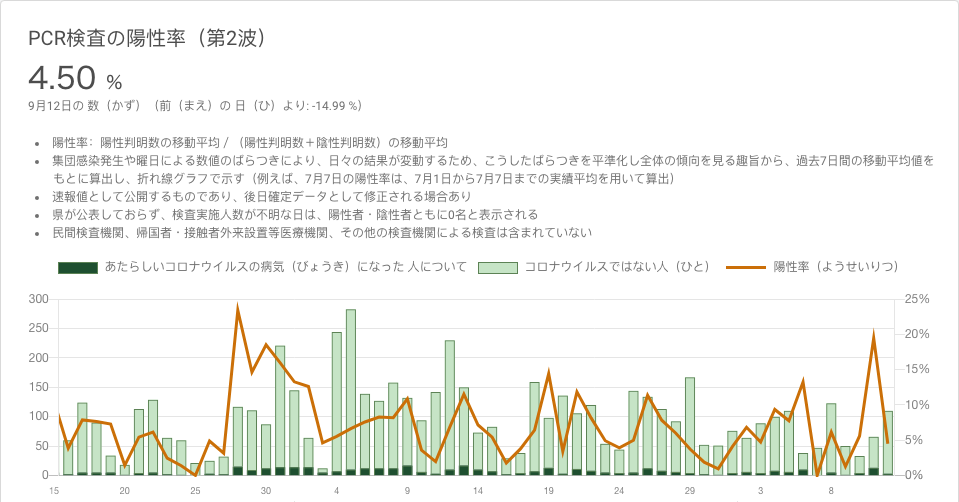 PCR検査の陽性率（第2波）
4.50 %
9月12日の 数（かず）（前（まえ）の 日（ひ）より: -14.99 %）
• 陽性率：陽性判明数の移動平均 / （陽性判明数＋陰性判明数）の移動平均
• 集団感染発生や曜日による数値のばらつきにより、日々の結果が変動するため、こうしたばらつきを平準化し全体の傾向を見る趣旨から、過去7日間の移動平均値を
もとに算出し、折れ線グラフで示す（例えば、7月7日の陽性率は、7月1日から7月7日までの実績平均を用いて算出）
• 速報値として公開するものであり、後日確定データとして修正される場合あり
• 県が公表しておらず、検査実施人数が不明な日は、陽性者・陰性者ともに0名と表示される
• 民間検査機関、帰国者・接触者外来設置等医療機関、その他の検査機関による検査は含まれていない
あたらしいコロナウイルスの病気（びょうき）になった 人について コロナウイルスではない人（ひと） 陽性率（ようせいりつ）
300 25%
250 20%
200 15%
150 10%
100 5%
50 0%
0
15 20 25 30 4 9 14 19 24 29 3 8